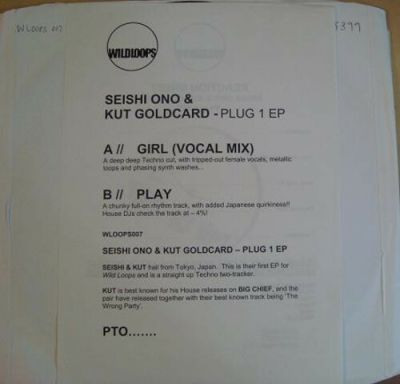 WLOOPS 007
F399
WILDLOOPS
SEISHI ONO &
KUT GOLDCARD - PLUG 1 EP
A // GIRL (VOCAL MIX)
A deep deep Techno cut, with tripped-out female vocals, metallic
loops and phasing synth washes...
B // PLAY
A chunky full-on rhythm track, with added Japanese quirkiness!!
House DJs check the track at – 4%!
WLOOPS007
SEISHI ONO & KUT GOLDCARD – PLUG 1 EP
SEISHI & KUT hail from Tokyo, Japan. This is their first EP for
Wild Loops and is a straight up Techno two-tracker.
KUT is best known for his House releases on BIG CHIEF, and the
pair have released together with their best known track being 'The
Wrong Party'.
PTO.......